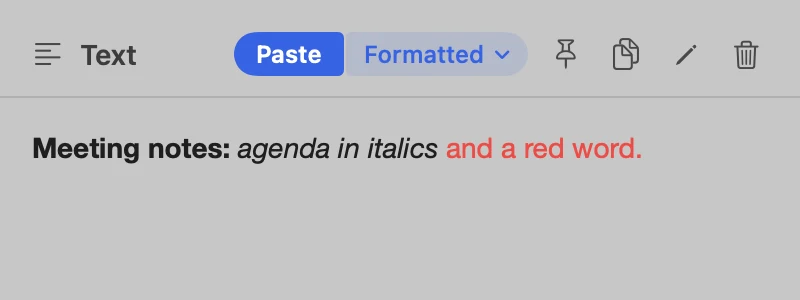 Text Paste Formatted
Meeting notes: agenda in italics and a red word.